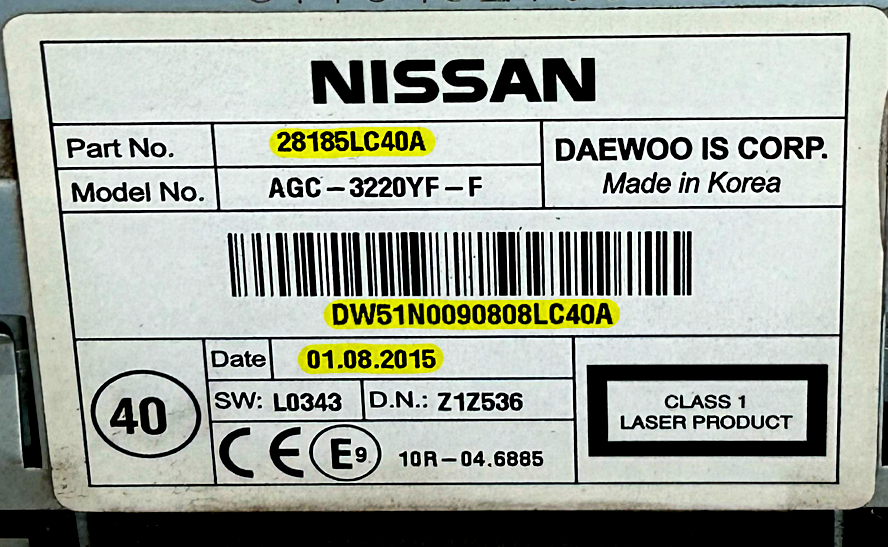 NISSAN
Part No. 28185LC40A
DAEWOO IS CORP.
Made in Korea
Model No. AGC-3220YF-F
DW51N0090808LC40A
Date 01.08.2015
40
SW: L0343 D.N.: Z1Z536
CE E9 10R-04.6885
CLASS 1
LASER PRODUCT